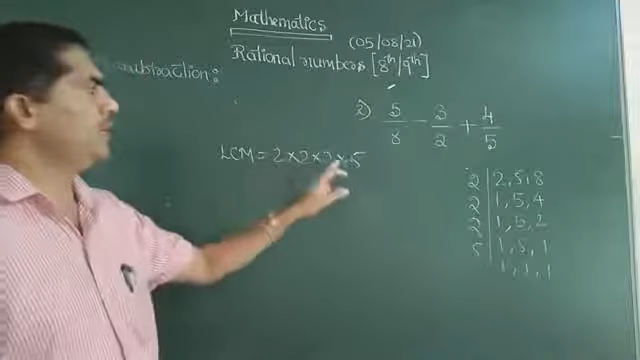 Mathematics
(05/08/21)
Rational numbers [8th/9th]
2) 5/8 - 3/2 + 4/5
LCM = 2×2×2×5
2 | 2, 5, 8
2 | 1, 5, 4
2 | 1, 5, 2
5 | 1, 5, 1
1, 1, 1